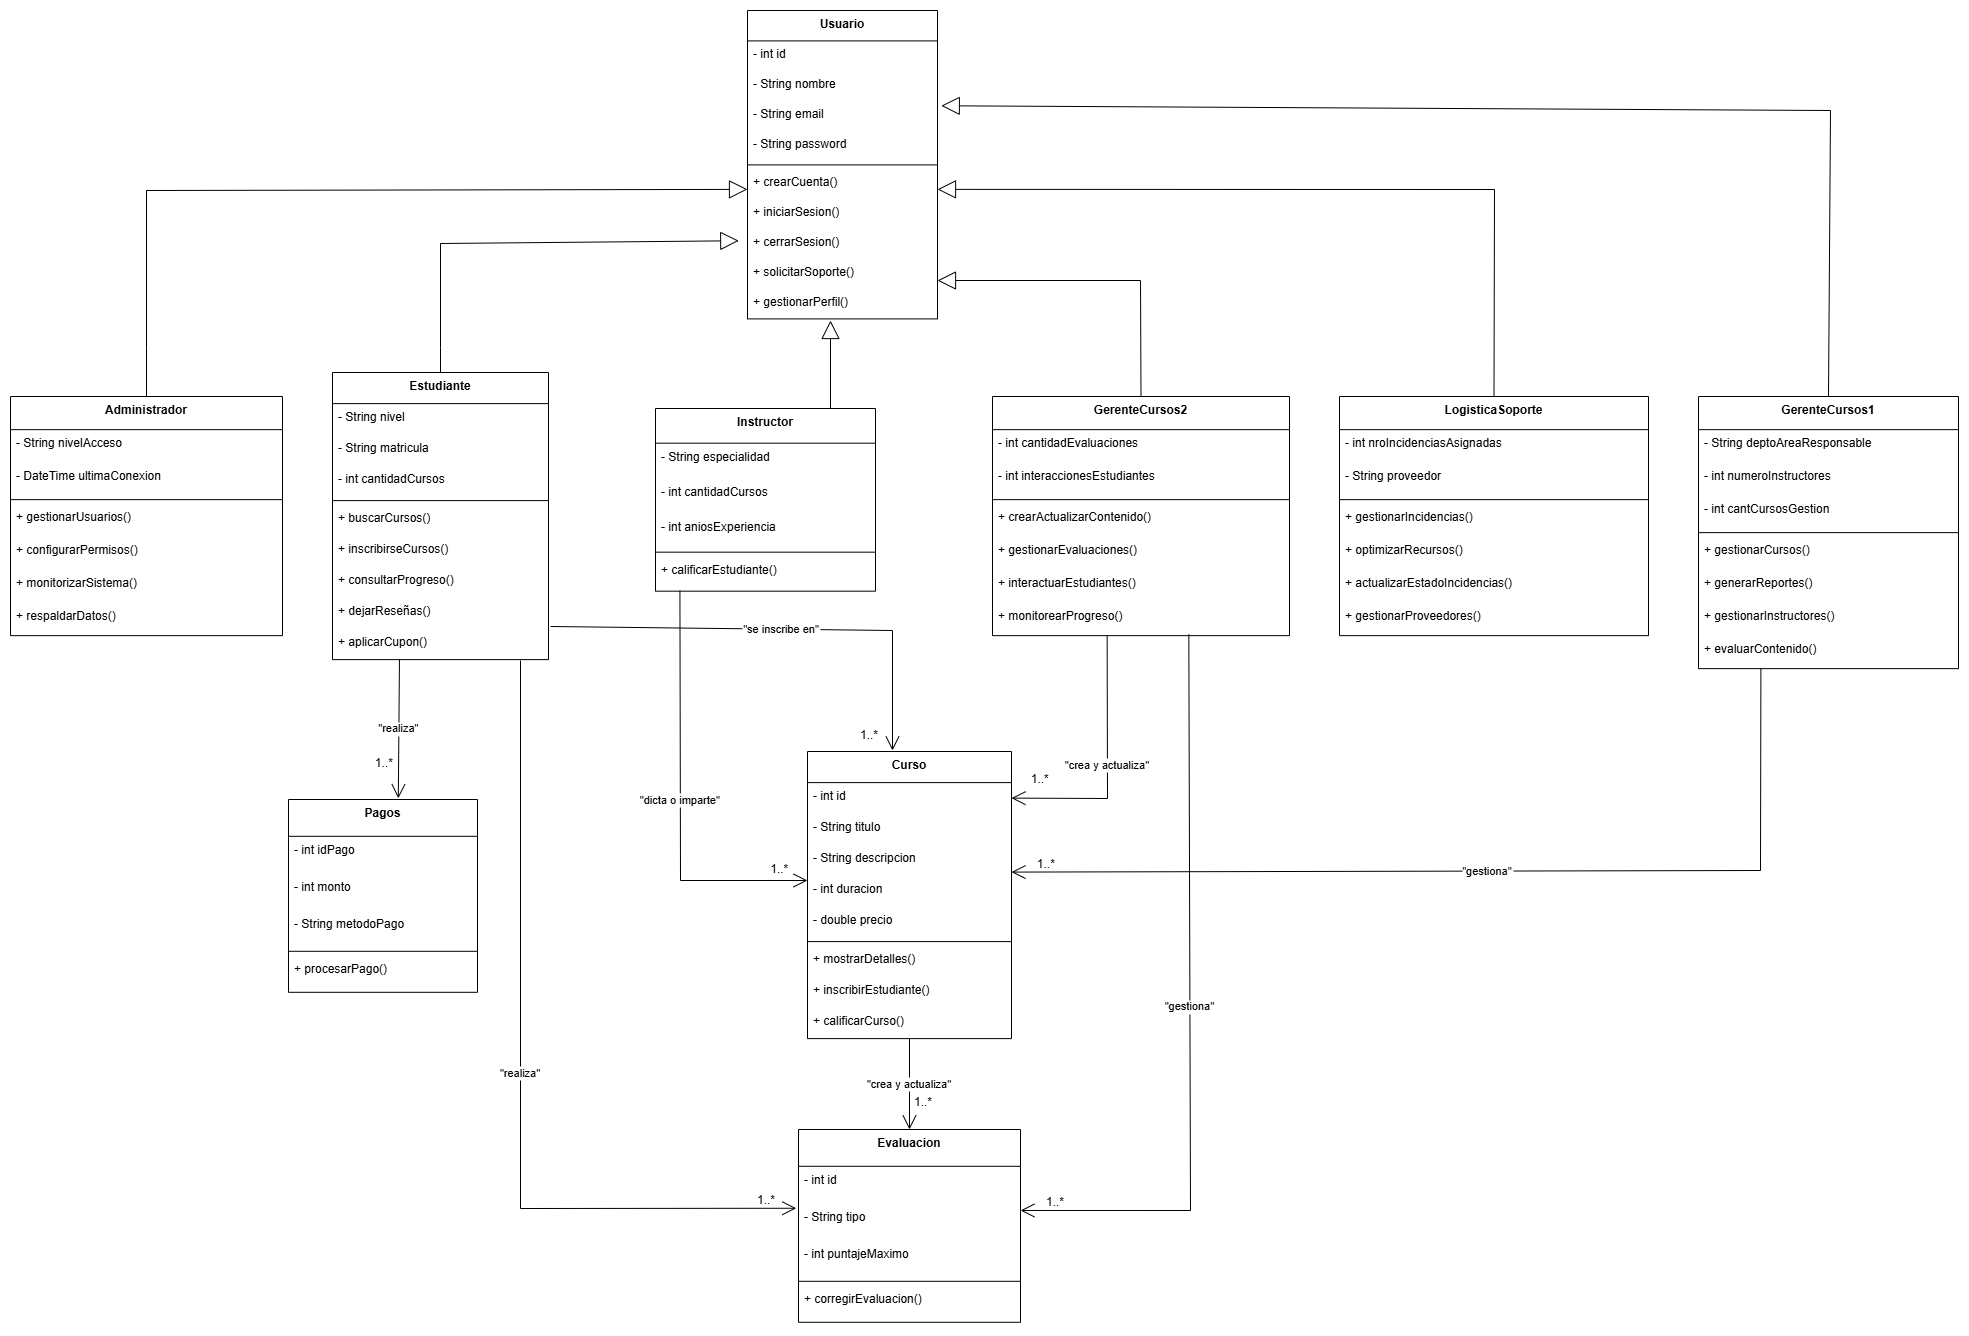 Usuario
- int id
- String nombre
- String email
- String password
+ crearCuenta()
+ iniciarSesion()
+ cerrarSesion()
+ solicitarSoporte()
+ gestionarPerfil()
Administrador
- String nivelAcceso
- DateTime ultimaConexion
+ gestionarUsuarios()
+ configurarPermisos()
+ monitorizarSistema()
+ respaldarDatos()
Estudiante
- String nivel
- String matricula
- int cantidadCursos
+ buscarCursos()
+ inscribirseCursos()
+ consultarProgreso()
+ dejarReseñas()
+ aplicarCupon()
Instructor
- String especialidad
- int cantidadCursos
- int aniosExperiencia
+ calificarEstudiante()
GerenteCursos2
- int cantidadEvaluaciones
- int interaccionesEstudiantes
+ crearActualizarContenido()
+ gestionarEvaluaciones()
+ interactuarEstudiantes()
+ monitorearProgreso()
LogisticaSoporte
- int nroIncidenciasAsignadas
- String proveedor
+ gestionarIncidencias()
+ optimizarRecursos()
+ actualizarEstadoIncidencias()
+ gestionarProveedores()
GerenteCursos1
- String deptoAreaResponsable
- int numeroInstructores
- int cantCursosGestion
+ gestionarCursos()
+ generarReportes()
+ gestionarInstructores()
+ evaluarContenido()
"se inscribe en"
1..*
"realiza"
1..*
"dicta o imparte"
1..*
"crea y actualiza"
1..*
"gestiona"
1..*
Pagos
- int idPago
- int monto
- String metodoPago
+ procesarPago()
Curso
- int id
- String titulo
- String descripcion
- int duracion
- double precio
+ mostrarDetalles()
+ inscribirEstudiante()
+ calificarCurso()
"gestiona"
1..*
"realiza"
1..*
"crea y actualiza"
1..*
Evaluacion
- int id
- String tipo
- int puntajeMaximo
+ corregirEvaluacion()